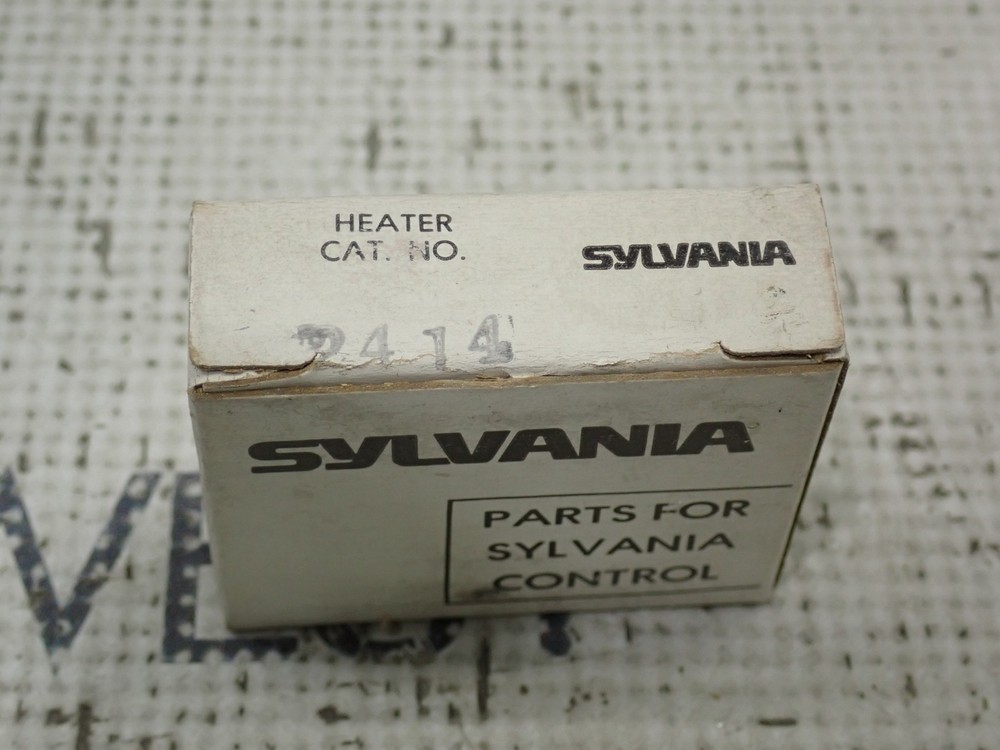 HEATER
CAT. NO.
SYLVANIA
2414
SYLVANIA
PARTS FOR
SYLVANIA
CONTROL